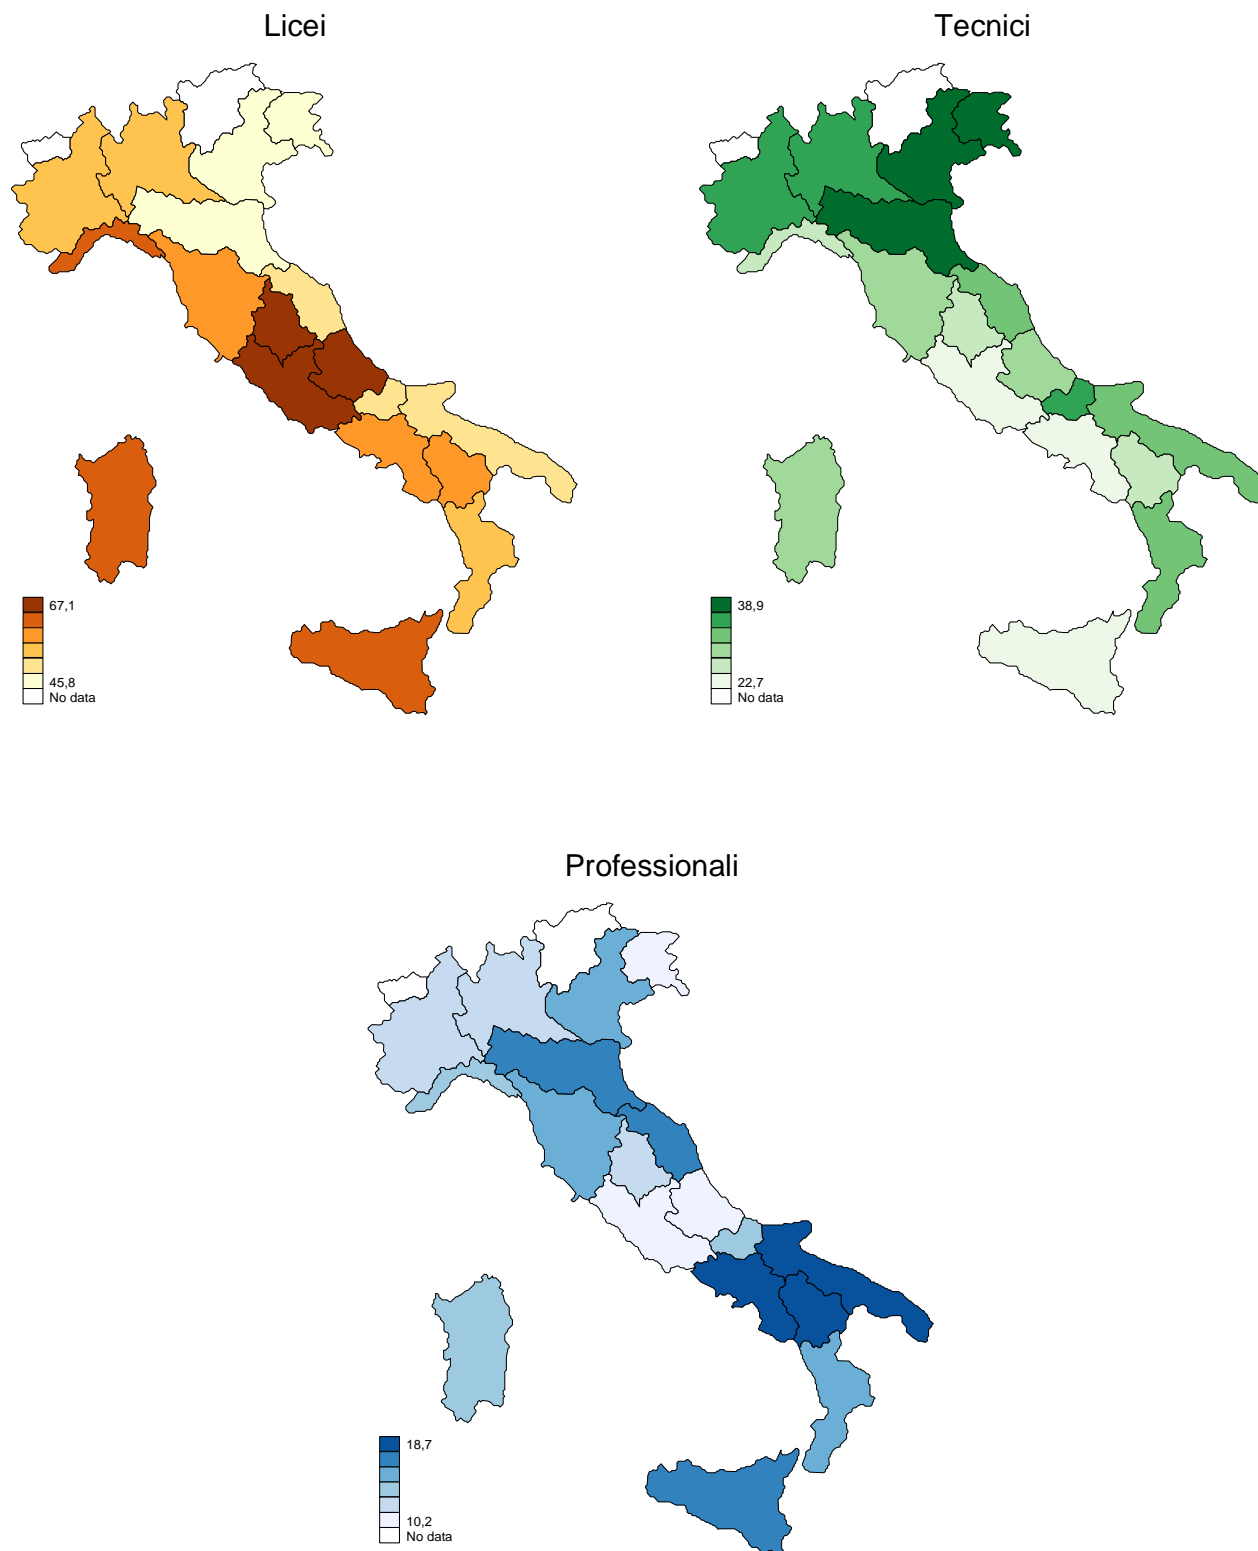 Licei
Tecnici
67,1
45,8
No data
38,9
22,7
No data
Professionali
18,7
10,2
No data